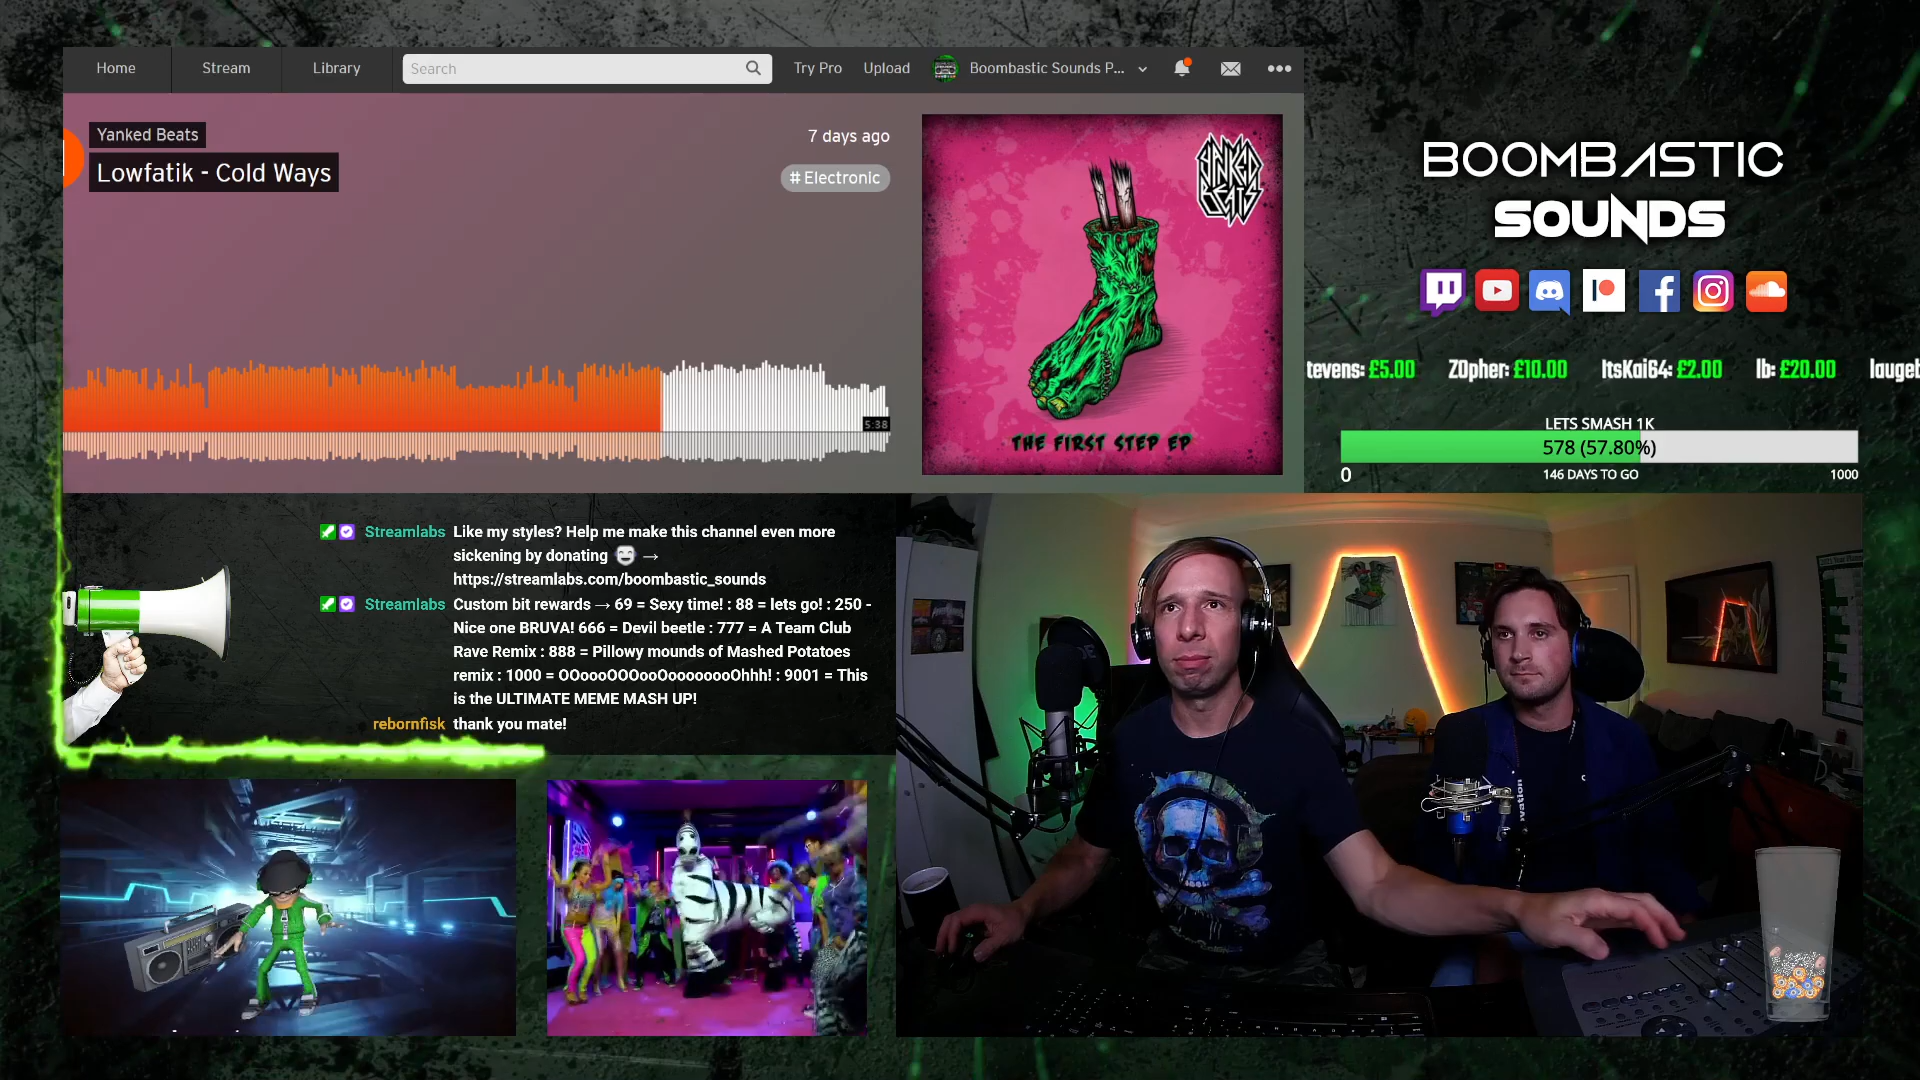 Home
Stream
Library
Search
Try Pro
Upload
Boombastic Sounds P...
Yanked Beats
Lowfatik - Cold Ways
7 days ago
# Electronic
5:38
YANKED
BEATS
THE FIRST STEP EP
BOOMBASTIC
SOUNDS
tevens: £5.00 Z0pher: £10.00 ItsKai64: £2.00 lb: £20.00 laugeb
LETS SMASH 1K
578 (57.80%)
0
146 DAYS TO GO
1000
Streamlabs Like my styles? Help me make this channel even more
sickening by donating →
https://streamlabs.com/boombastic_sounds
Streamlabs Custom bit rewards → 69 = Sexy time! : 88 = lets go! : 250 -
Nice one BRUVA! 666 = Devil beetle : 777 = A Team Club
Rave Remix : 888 = Pillowy mounds of Mashed Potatoes
remix : 1000 = OOoooOOOooOoooooooOhhh! : 9001 = This
is the ULTIMATE MEME MASH UP!
rebornfisk thank you mate!